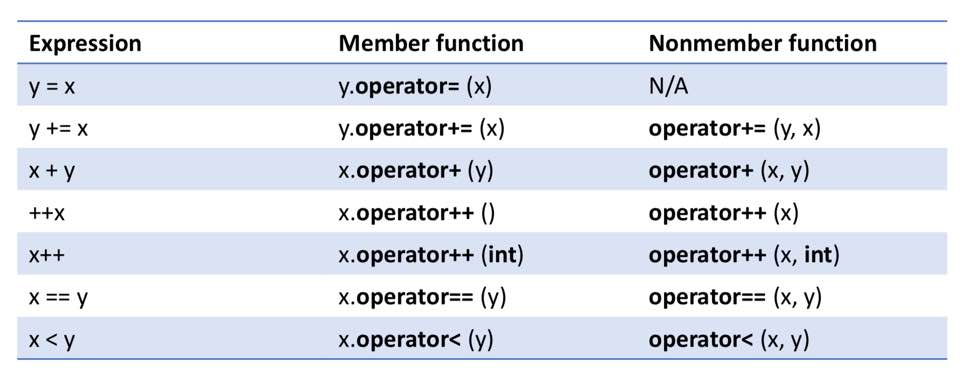 Expression Member function Nonmember function
y = x y.operator= (x) N/A
y += x y.operator+= (x) operator+= (y, x)
x + y x.operator+ (y) operator+ (x, y)
++x x.operator++ () operator++ (x)
x++ x.operator++ (int) operator++ (x, int)
x == y x.operator== (y) operator== (x, y)
x < y x.operator< (y) operator< (x, y)